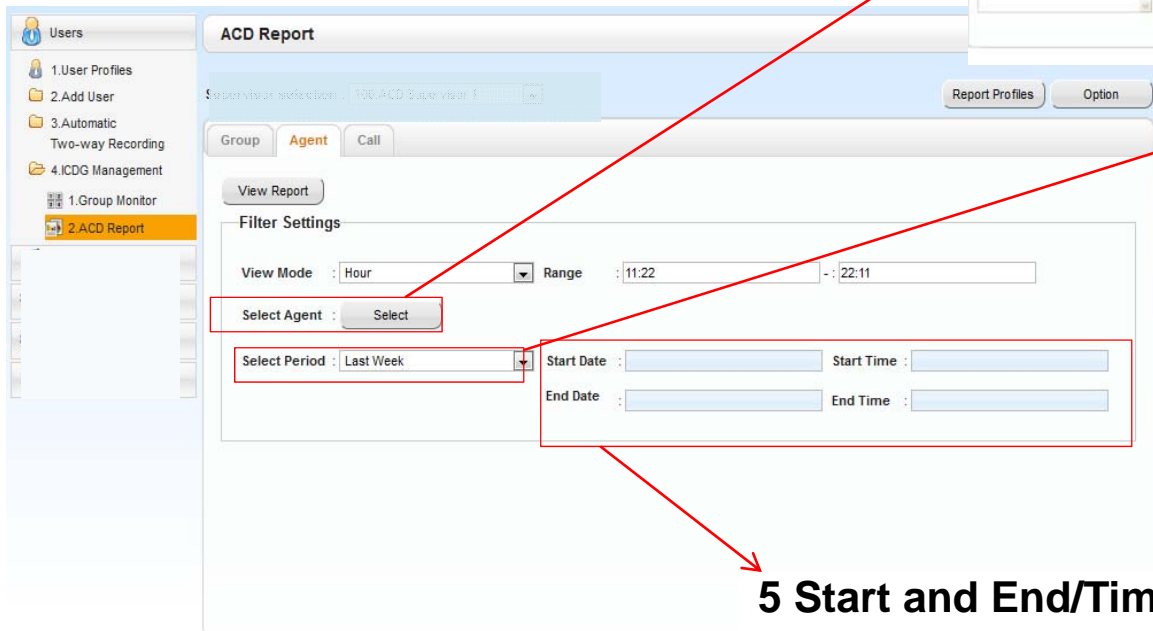 Users
ACD Report
1.User Profiles
2.Add User
3.Automatic
Two-way Recording
4.ICDG Management
1.Group Monitor
2.ACD Report
Report Profiles
Option
Group
Agent
Call
View Report
Filter Settings
View Mode : Hour Range : 11:22 - : 22:11
Select Agent : Select
Select Period : Last Week Start Date : Start Time :
End Date : End Time :
5 Start and End/Tim